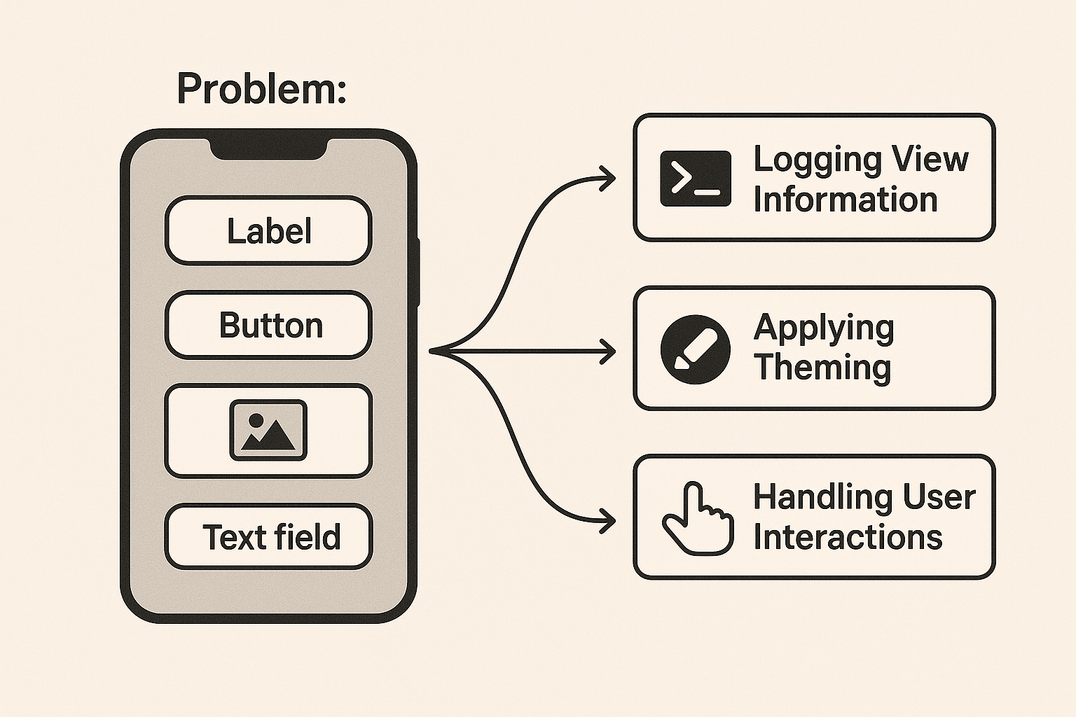 Problem:
Label
Button
Text field
Logging View
Information
Applying
Theming
Handling User
Interactions